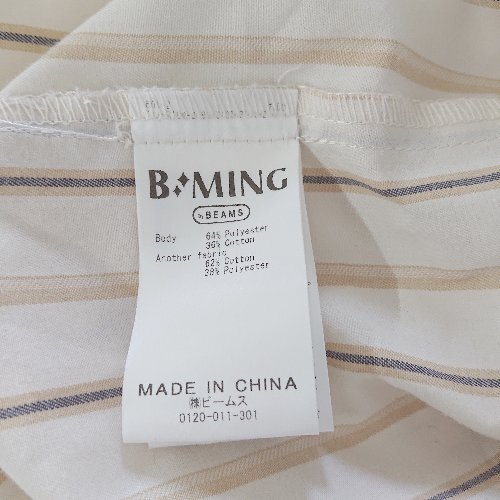 B MING
by BEAMS
Body 64% Polyester
36% Cotton
Another fabric
62% Cotton
38% Polyester
MADE IN CHINA
㈱ビームス
0120-011-301